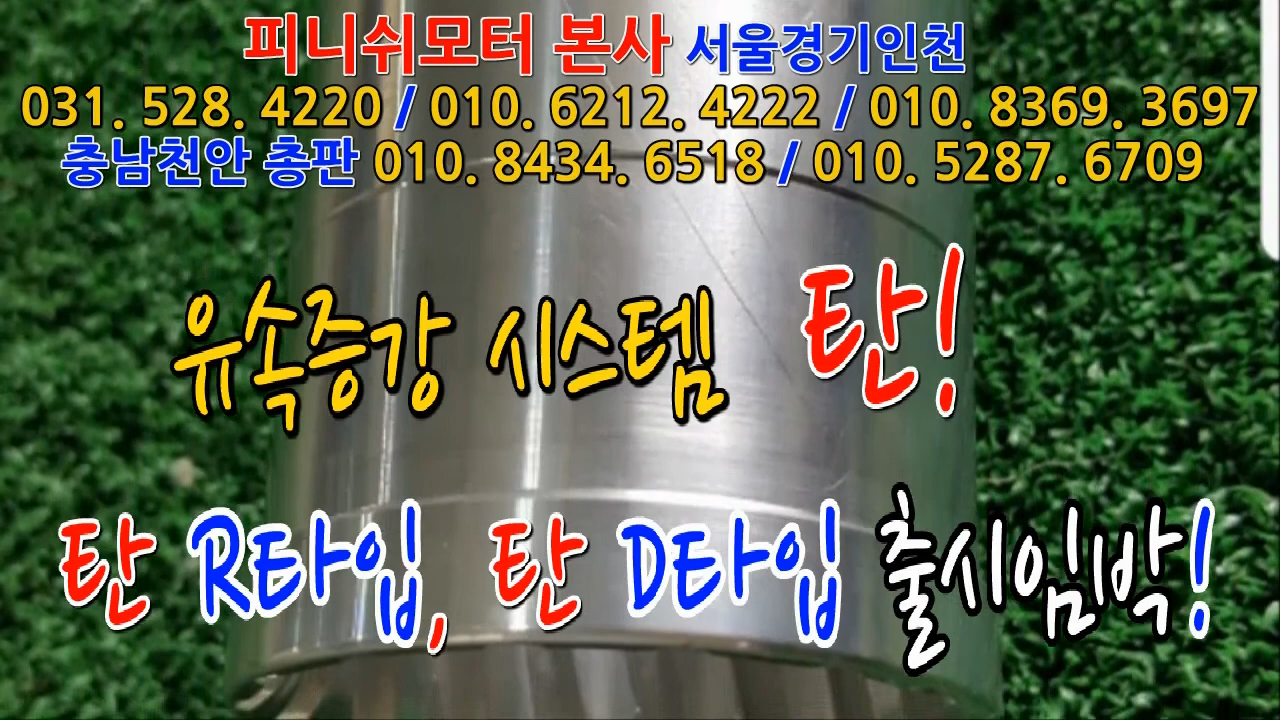 피니쉬모터 본사 서울경기인천
031. 528. 4220 / 010. 6212. 4222 / 010. 8369. 3697
충남천안 총판 010. 8434. 6518 / 010. 5287. 6709
유속증강 시스템 탄!
탄 R타입, 탄 D타입 출시임박!